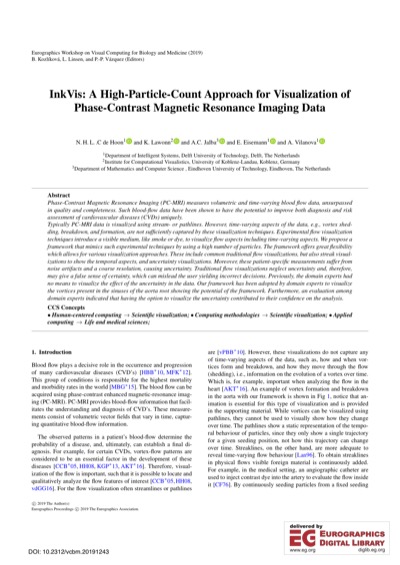 Eurographics Workshop on Visual Computing for Biology and Medicine (2019)
B. Kozlíková, L. Linsen, and P.-P. Vázquez (Editors)
InkVis: A High-Particle-Count Approach for Visualization of
Phase-Contrast Magnetic Resonance Imaging Data
N. H. L. .C de Hoon1 and K. Lawonn2 and A.C. Jalba3 and E. Eisemann1 and A. Vilanova1
1Department of Intelligent Systems, Delft University of Technology, Delft, The Netherlands
2Institute for Computational Visualistics, University of Koblenz-Landau, Koblenz, Germany
3Department of Mathematics and Computer Science , Eindhoven University of Technology, Eindhoven, The Netherlands
Abstract
Phase-Contrast Magnetic Resonance Imaging (PC-MRI) measures volumetric and time-varying blood flow data, unsurpassed
in quality and completeness. Such blood-flow data have been shown to have the potential to improve both diagnosis and risk
assessment of cardiovascular diseases (CVDs) uniquely.
Typically PC-MRI data is visualized using stream- or pathlines. However, time-varying aspects of the data, e.g., vortex shed-
ding, breakdown, and formation, are not sufficiently captured by these visualization techniques. Experimental flow visualization
techniques introduce a visible medium, like smoke or dye, to visualize flow aspects including time-varying aspects. We propose a
framework that mimics such experimental techniques by using a high number of particles. The framework offers great flexibility
which allows for various visualization approaches. These include common traditional flow visualizations, but also streak visual-
izations to show the temporal aspects, and uncertainty visualizations. Moreover, these patient-specific measurements suffer from
noise artifacts and a coarse resolution, causing uncertainty. Traditional flow visualizations neglect uncertainty and, therefore,
may give a false sense of certainty, which can mislead the user yielding incorrect decisions. Previously, the domain experts had
no means to visualize the effect of the uncertainty in the data. Our framework has been adopted by domain experts to visualize
the vortices present in the sinuses of the aorta root showing the potential of the framework. Furthermore, an evaluation among
domain experts indicated that having the option to visualize the uncertainty contributed to their confidence on the analysis.
CCS Concepts
• Human-centered computing → Scientific visualization; • Computing methodologies → Scientific visualization; • Applied
computing → Life and medical sciences;
1. Introduction
Blood flow plays a decisive role in the occurrence and progression
of many cardiovascular diseases (CVD's) [HBB*10, MFK*12].
This group of conditions is responsible for the highest mortality
and morbidity rates in the world [MBG*15]. The blood flow can be
acquired using phase-contrast enhanced magnetic-resonance imag-
ing (PC-MRI). PC-MRI provides blood-flow information that facil-
itates the understanding and diagnosis of CVD's. These measure-
ments consist of volumetric vector fields that vary in time, captur-
ing quantitative blood-flow information.
The observed patterns in a patient's blood-flow determine the
probability of a disease, and, ultimately, can establish a final di-
agnosis. For example, for certain CVDs, vortex-flow patterns are
considered to be an essential factor in the development of these
diseases [CCB*05, HH08, KGP*13, AKT*16]. Therefore, visual-
ization of the flow is important, such that it is possible to locate and
qualitatively analyze the flow features of interest [CCB*05, HH08,
vdGG16]. For the flow visualization often streamlines or pathlines
are [vPBB*10]. However, these visualizations do not capture any
of time-varying aspects of the data, such as, how and when vor-
tices form and breakdown, and how they move through the flow
(shedding), i.e., information on the evolution of a vortex over time.
Which is, for example, important when analyzing the flow in the
heart [AKT*16]. An example of vortex formation and breakdown
in the aorta with our framework is shown in Fig 1, notice that an-
imation is essential for this type of visualization and is provided
in the supporting material. While vortices can be visualized using
pathlines, they cannot be used to visually show how they change
over time. The pathlines show a static representation of the tempo-
ral behaviour of particles, since they only show a single trajectory
for a given seeding position, not how this trajectory can change
over time. Streaklines, on the other hand, are more adequate to
reveal time-varying flow behaviour [Lan96]. To obtain streaklines
in physical flows visible foreign material is continuously added.
For example, in the medical setting, an angiographic catheter are
used to inject contrast dye into the artery to evaluate the flow inside
it [CF76]. By continuously seeding particles from a fixed seeding
© 2019 The Author(s)
Eurographics Proceedings © 2019 The Eurographics Association
DOI: 10.2312/vcbm.20191243
delivered by
EUROGRAPHICS
DIGITAL LIBRARY
www.eg.org diglib.eg.org